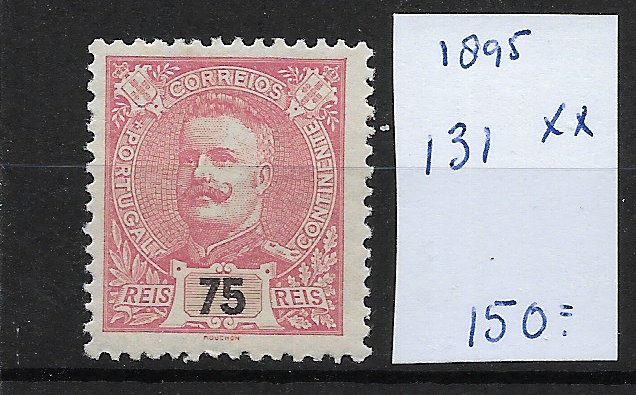 CORREIOS
PORTUGAL
CONTINENTE
75
REIS REIS
MOUCHON
1895
131 xx
150=